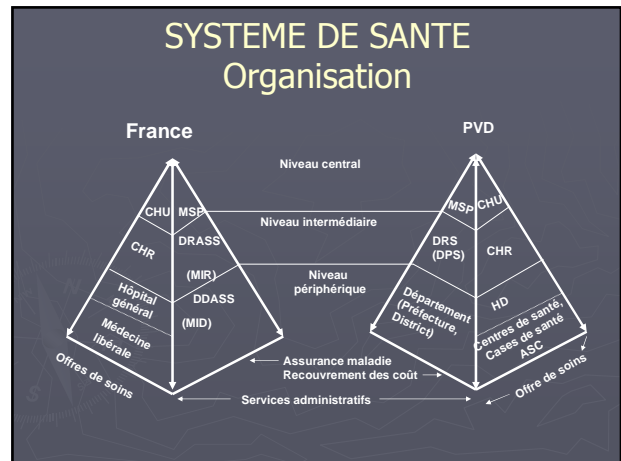 SYSTEME DE SANTE
Organisation
France
PVD
Niveau central
CHU
MSP
MSP
CHU
Niveau intermédiaire
CHR
DRASS
(MIR)
DRS
(DPS)
CHR
Niveau
périphérique
Hôpital
général
DDASS
(MID)
Médecine
libérale
Département
(Préfecture,
District)
HD
Centres de santé,
Cases de santé
ASC
Offres de soins
Assurance maladie
Recouvrement des coût
Offre de soins
Services administratifs